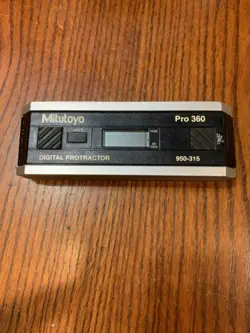 Mitutoyo
Pro 360
DIGITAL PROTRACTOR
950-315